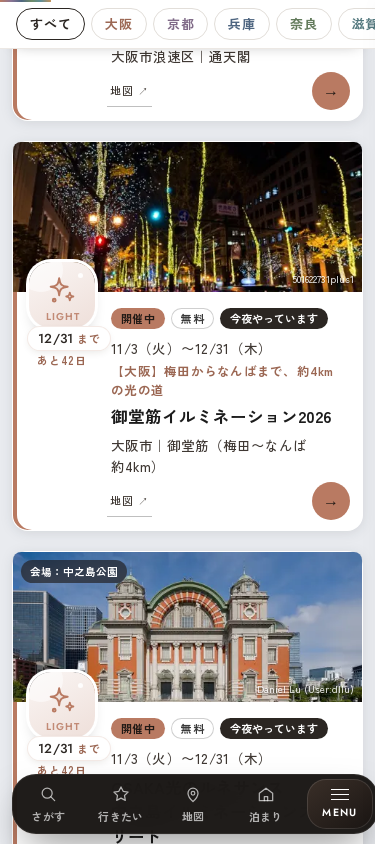 すべて
大阪
京都
兵庫
奈良
滋賀
大阪市浪速区｜通天閣
地図 ↗
→
501622731plus1
LIGHT
12/31 まで
あと42日
開催中
無料
今夜やっています
11/3（火）〜12/31（木）
【大阪】梅田からなんばまで、約4km
の光の道
御堂筋イルミネーション2026
大阪市｜御堂筋（梅田〜なんば
約4km）
地図 ↗
→
会場：中之島公園
Daniel Lu (User:dllu)
LIGHT
12/31 まで
あと42日
開催中
無料
今夜やっています
11/3（火）〜12/31（木）
リート
さがす
行きたい
地図
泊まり
MENU